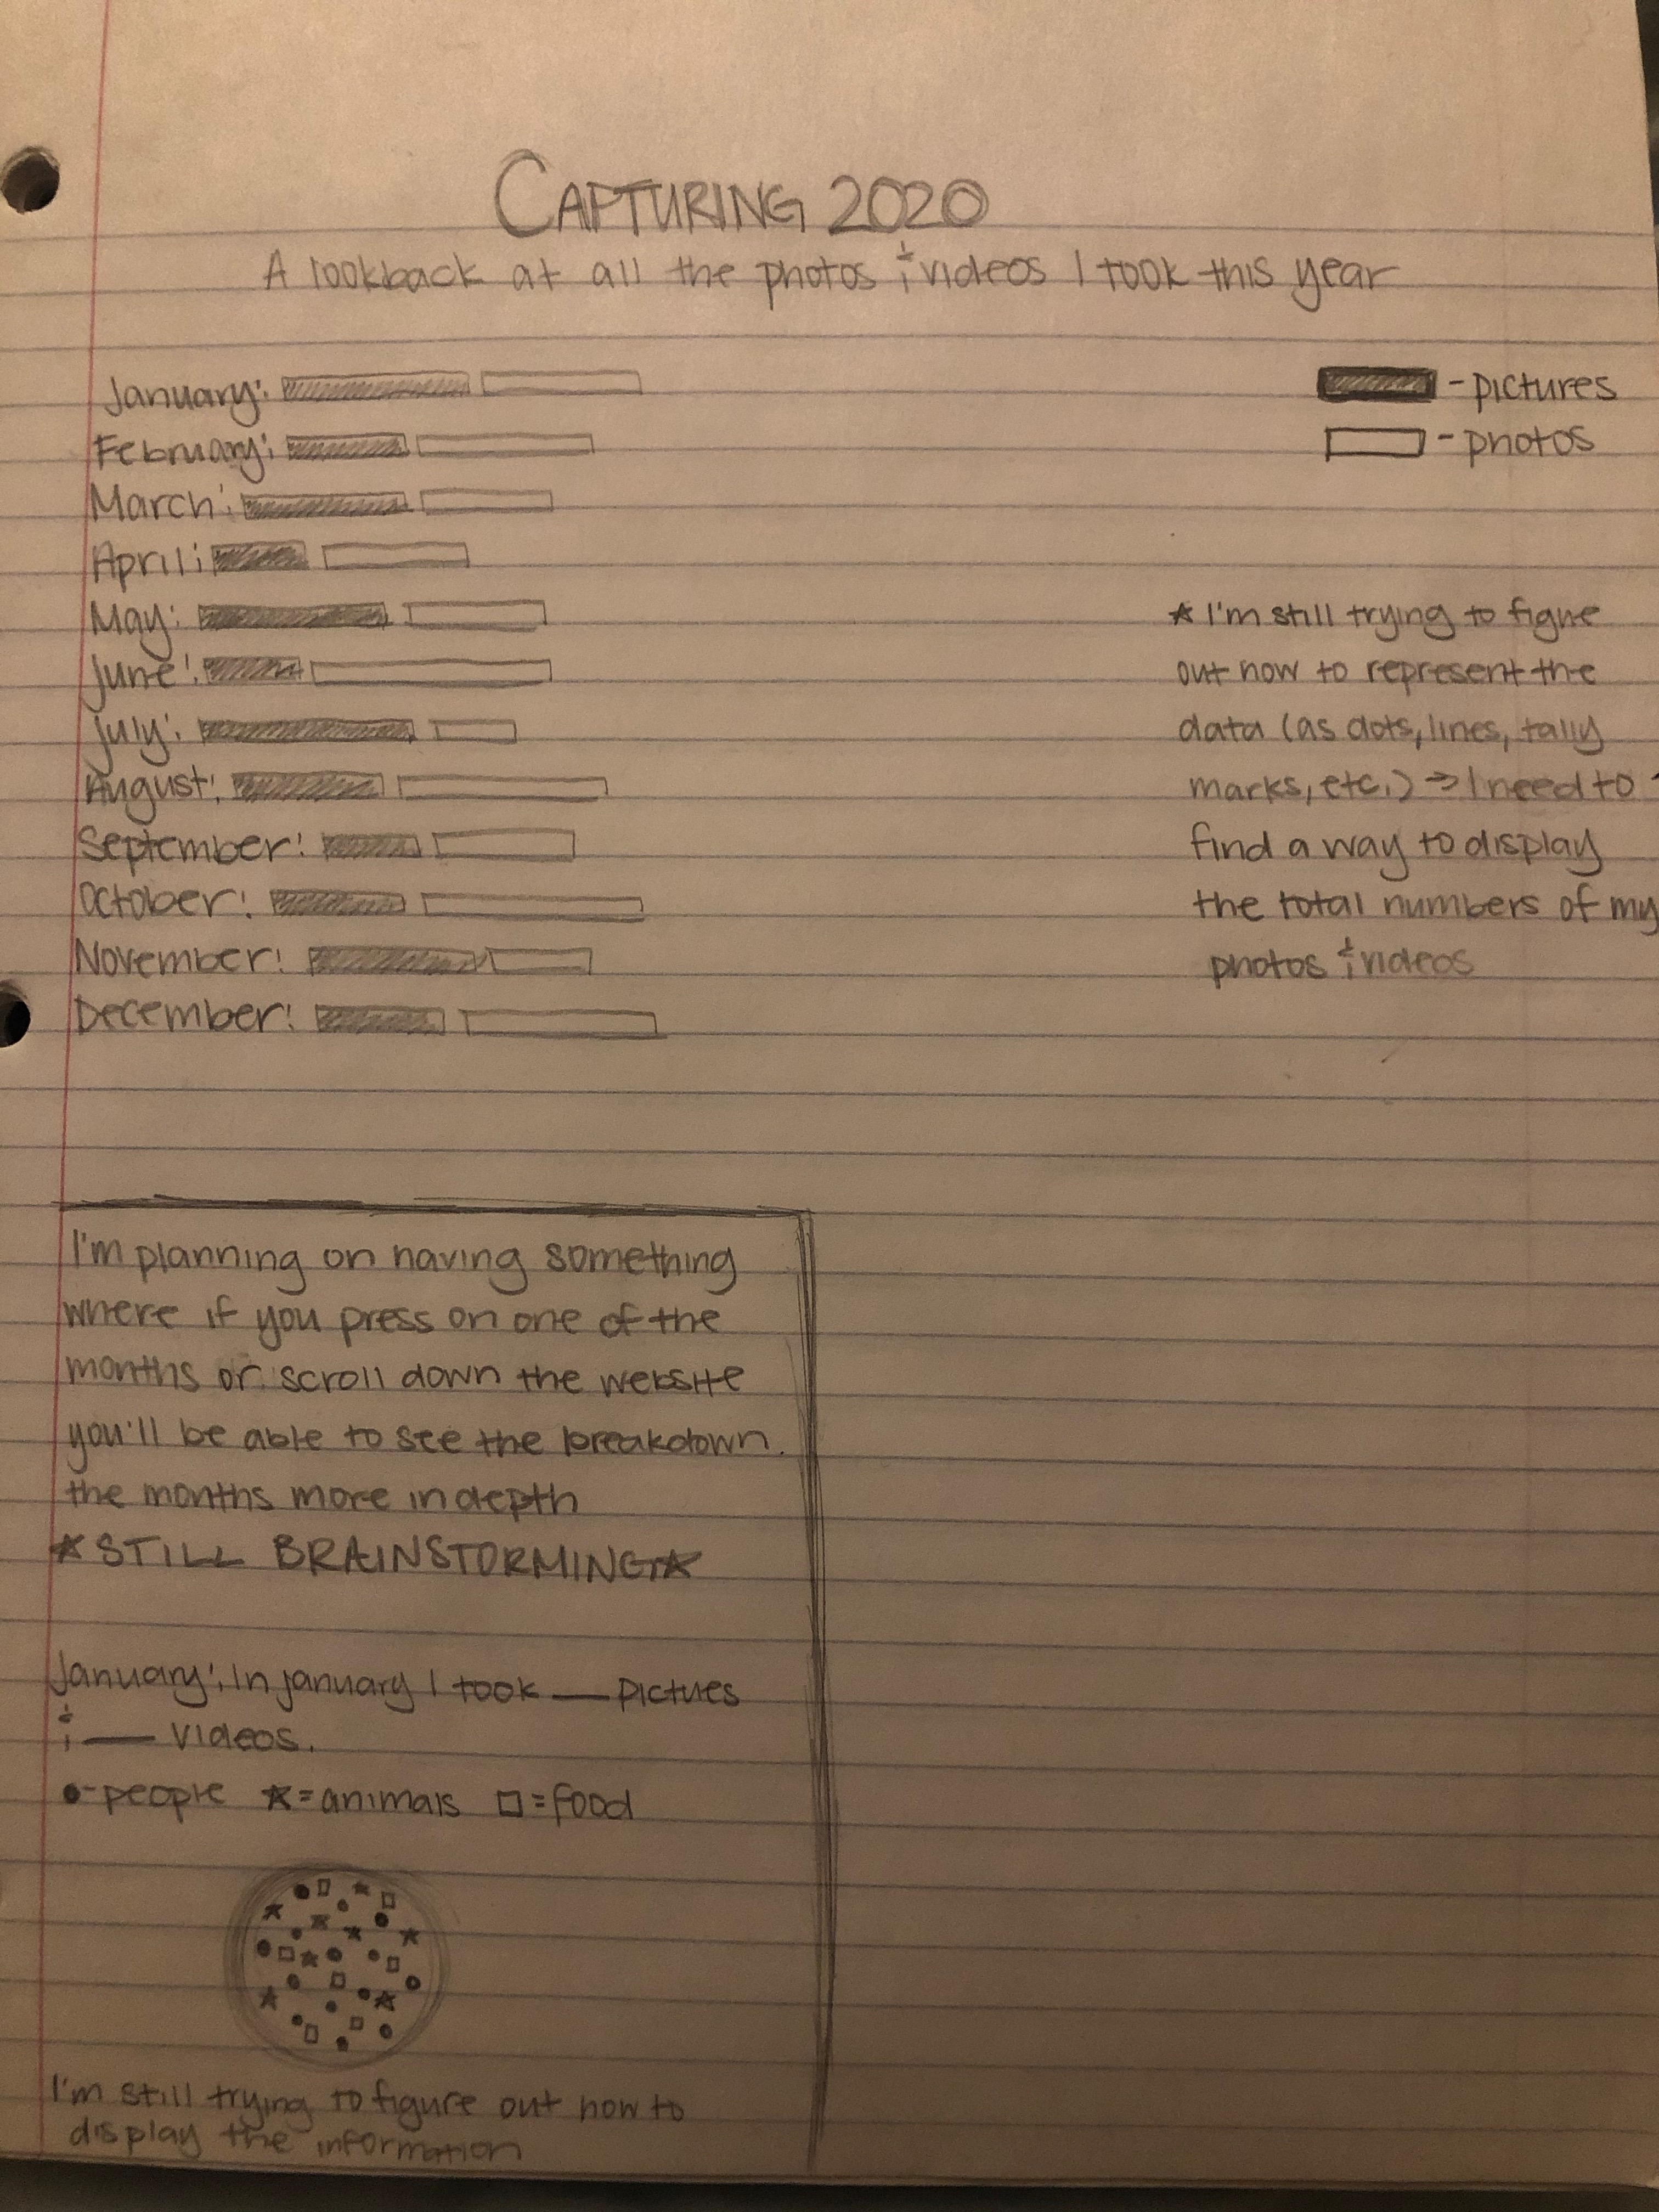 CAPTURING 2020
A lookback at all the photos & videos I took this year
January:
February:
March:
April:
May:
June:
July:
August:
September:
October:
November:
December:
- pictures
- photos
★ I'm still trying to figue
out how to represent the
data (as dots, lines, tally
marks, etc.) → I need to
find a way to display
the total numbers of my
photos & videos
I'm planning on having something
where if you press on one of the
months or scroll down the website
you'll be able to see the breakdown.
the months more in depth
★STILL BRAINSTORMING★
January: In january I took __ pictues
& __ videos.
●-people ★=animals □=food
I'm still trying to figure out how to
display the information